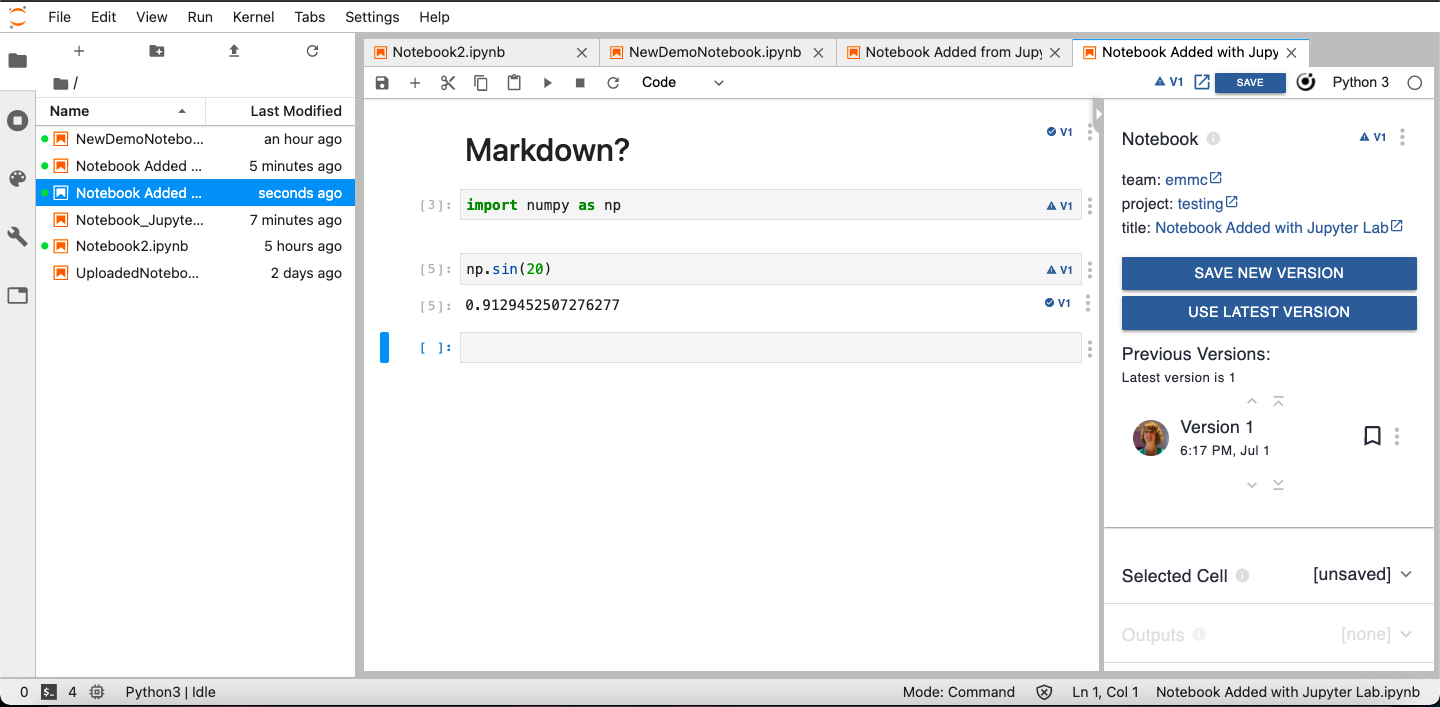 File Edit View Run Kernel Tabs Settings Help
/
Name Last Modified
NewDemoNotebo... an hour ago
Notebook Added ... 5 minutes ago
Notebook Added ... seconds ago
Notebook_Jupyte... 7 minutes ago
Notebook2.ipynb 5 hours ago
UploadedNotebo... 2 days ago
Notebook2.ipynb NewDemoNotebook.ipynb Notebook Added from Jupy Notebook Added with Jupy
Code V1 SAVE Python 3
Markdown? V1
[3]: import numpy as np V1
[5]: np.sin(20) V1
[5]: 0.9129452507276277 V1
[ ]:
Notebook V1
team: emmc
project: testing
title: Notebook Added with Jupyter Lab
SAVE NEW VERSION
USE LATEST VERSION
Previous Versions:
Latest version is 1
Version 1
6:17 PM, Jul 1
Selected Cell [unsaved]
Outputs [none]
0 $_ 4 Python3 | Idle Mode: Command Ln 1, Col 1 Notebook Added with Jupyter Lab.ipynb